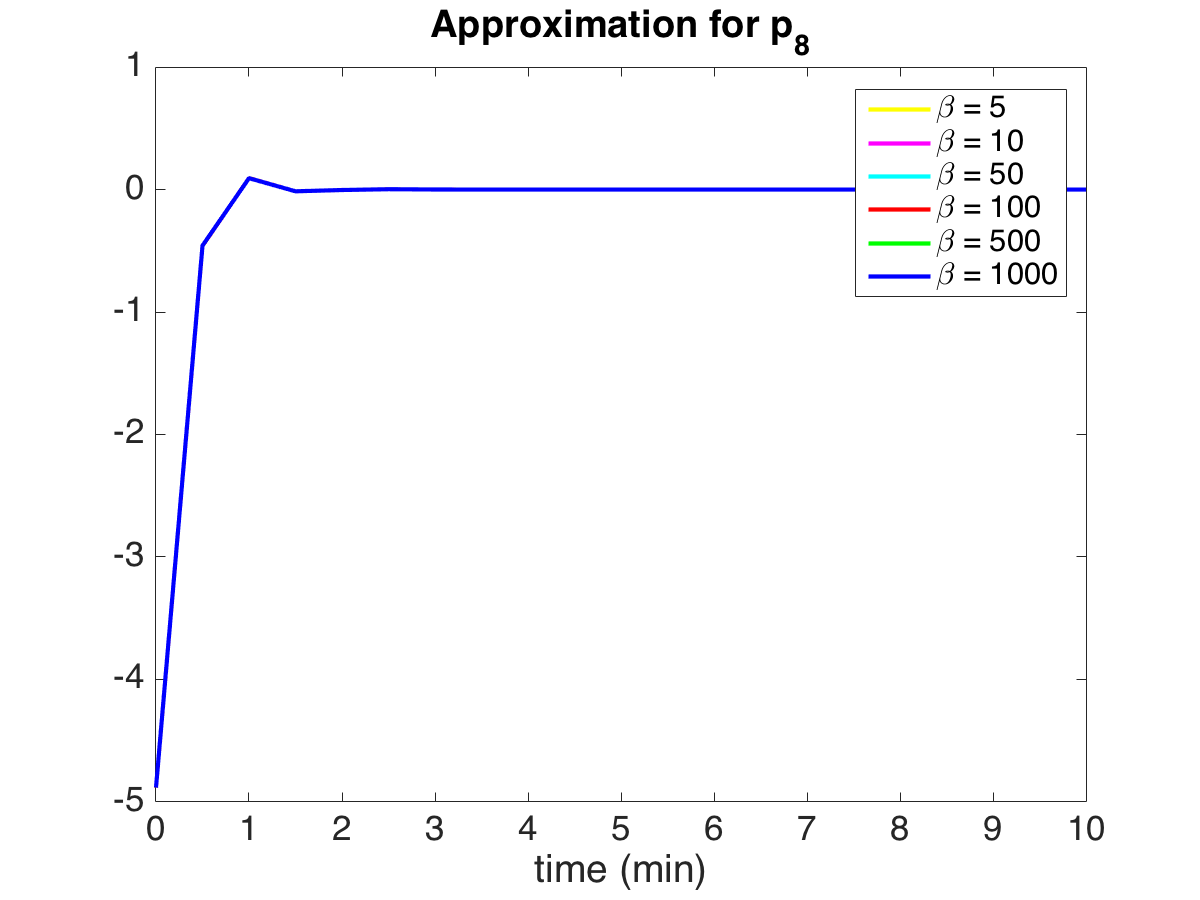 Approximation for p8
1
0
-1
-2
-3
-4
-5
β = 5
β = 10
β = 50
β = 100
β = 500
β = 1000
0 1 2 3 4 5 6 7 8 9 10
time (min)